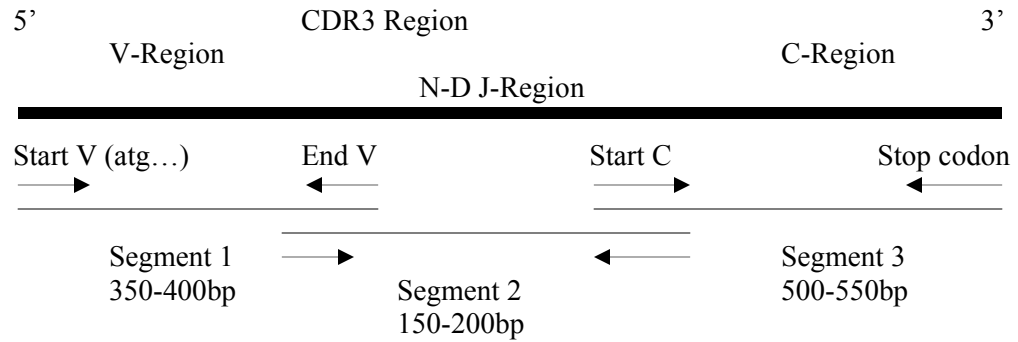 5’ CDR3 Region 3’
V-Region C-Region
N-D J-Region
Start V (atg…) End V Start C Stop codon
Segment 1 Segment 3
350-400bp 500-550bp
Segment 2
150-200bp